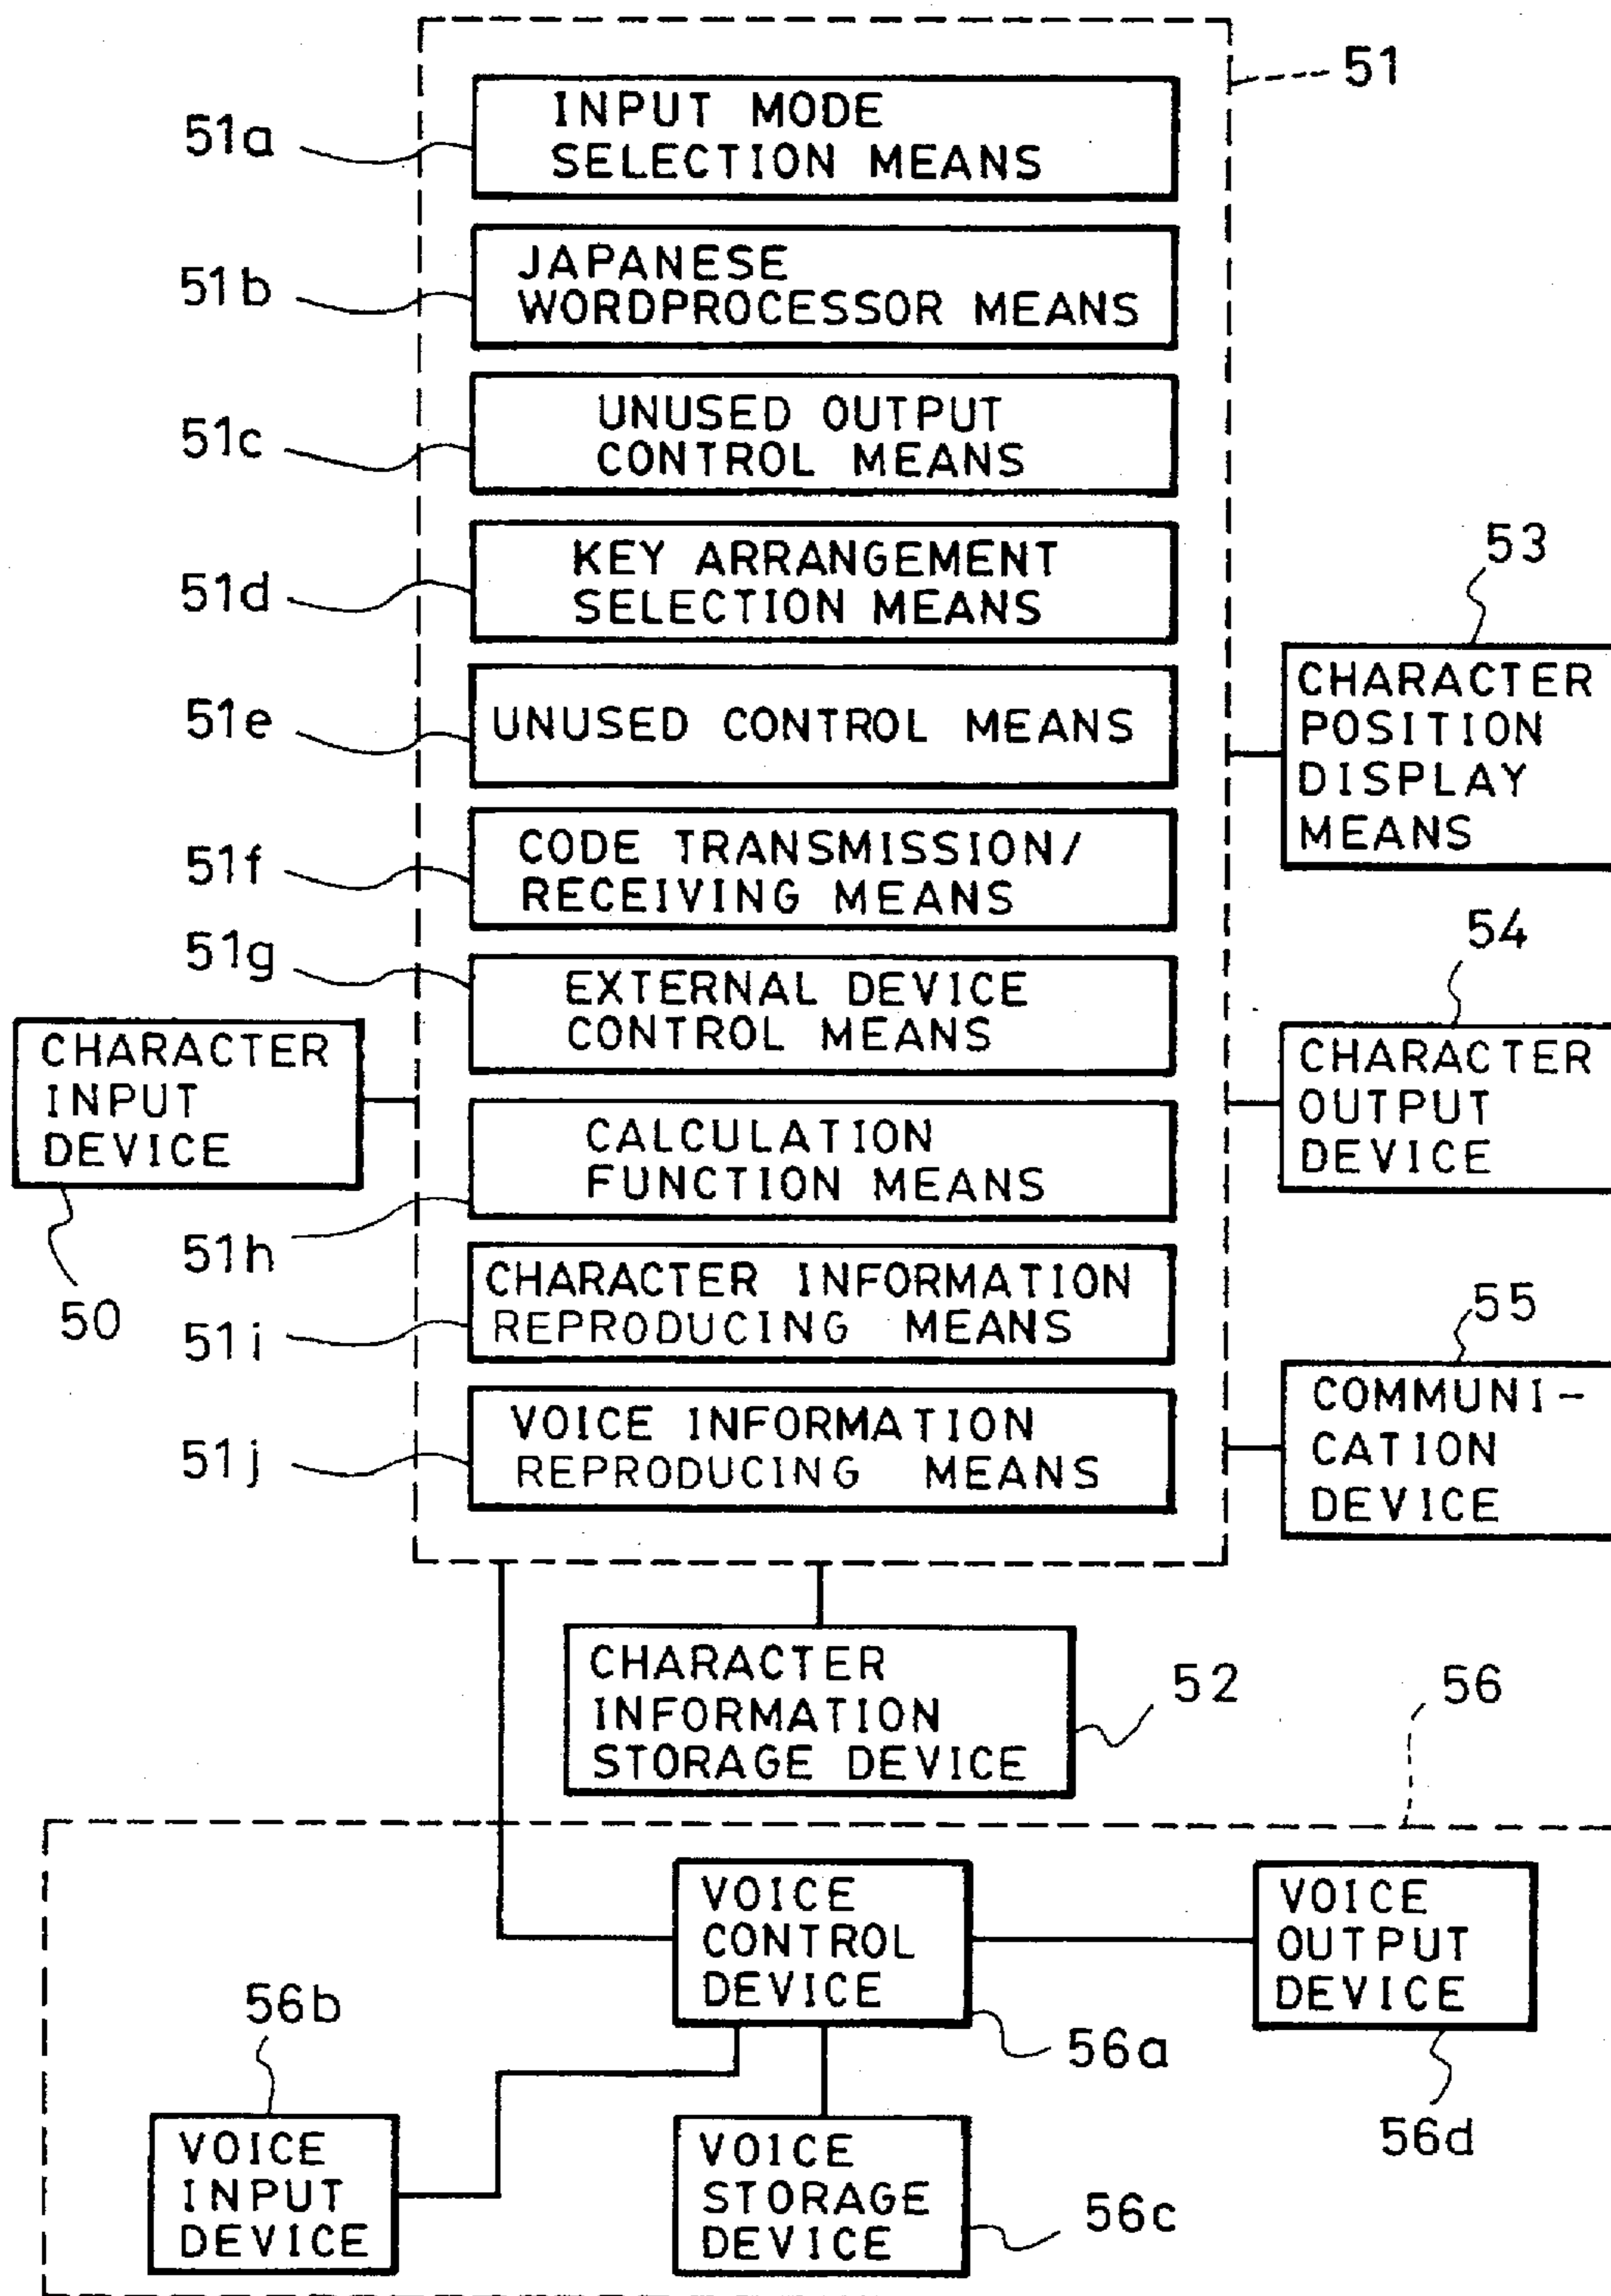 51
51a
INPUT MODE
SELECTION MEANS
51b
JAPANESE
WORDPROCESSOR MEANS
51c
UNUSED OUTPUT
CONTROL MEANS
51d
KEY ARRANGEMENT
SELECTION MEANS
51e
UNUSED CONTROL MEANS
51f
CODE TRANSMISSION/
RECEIVING MEANS
51g
EXTERNAL DEVICE
CONTROL MEANS
51h
CALCULATION
FUNCTION MEANS
51i
CHARACTER INFORMATION
REPRODUCING MEANS
51j
VOICE INFORMATION
REPRODUCING MEANS
CHARACTER
INPUT
DEVICE
50
53
CHARACTER
POSITION
DISPLAY
MEANS
54
CHARACTER
OUTPUT
DEVICE
55
COMMUNI-
CATION
DEVICE
CHARACTER
INFORMATION
STORAGE DEVICE
52
56
VOICE
CONTROL
DEVICE
56a
VOICE
OUTPUT
DEVICE
56d
56b
VOICE
INPUT
DEVICE
VOICE
STORAGE
DEVICE
56c